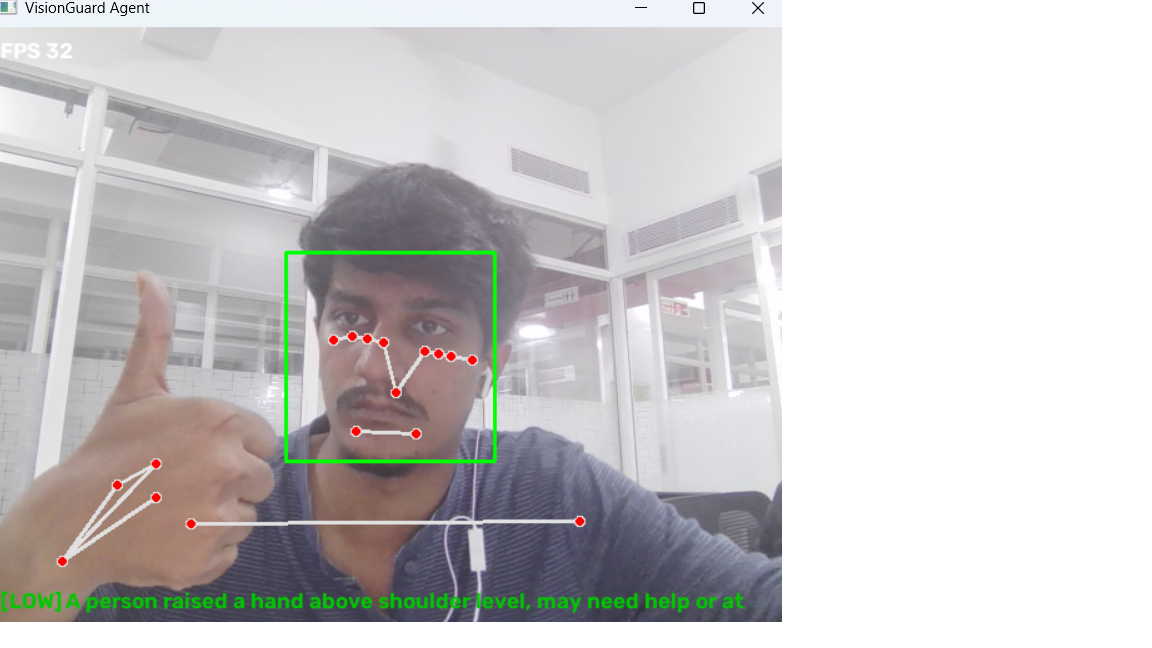 VisionGuard Agent
FPS 32
[LOW] A person raised a hand above shoulder level, may need help or at